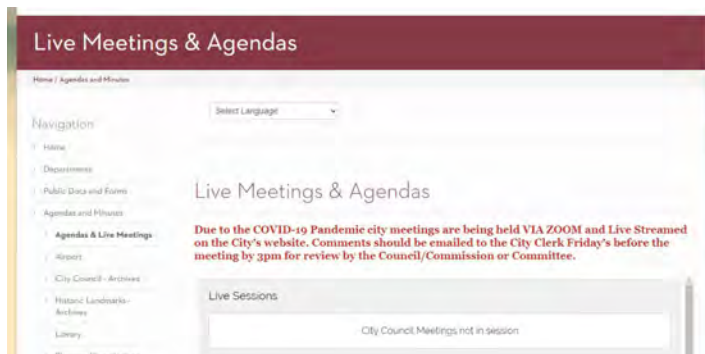 Live Meetings & Agendas
Home / Agendas and Minutes
Select Language
Navigation
Home
Departments
Public Docs and Forms
Agendas and Minutes
Agendas & Live Meetings
Airport
City Council - Archives
Historic Landmarks -
Archives
Library
Live Meetings & Agendas
Due to the COVID-19 Pandemic city meetings are being held VIA ZOOM and Live Streamed
on the City's website. Comments should be emailed to the City Clerk Friday's before the
meeting by 3pm for review by the Council/Commission or Committee.
Live Sessions
City Council Meetings not in session